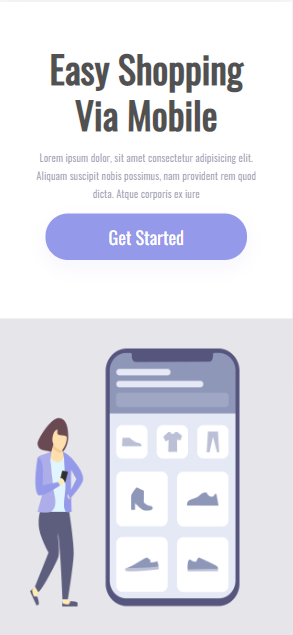 Easy Shopping
Via Mobile
Lorem ipsum dolor, sit amet consectetur adipisicing elit.
Aliquam suscipit nobis possimus, nam provident rem quod
dicta. Atque corporis ex iure
Get Started